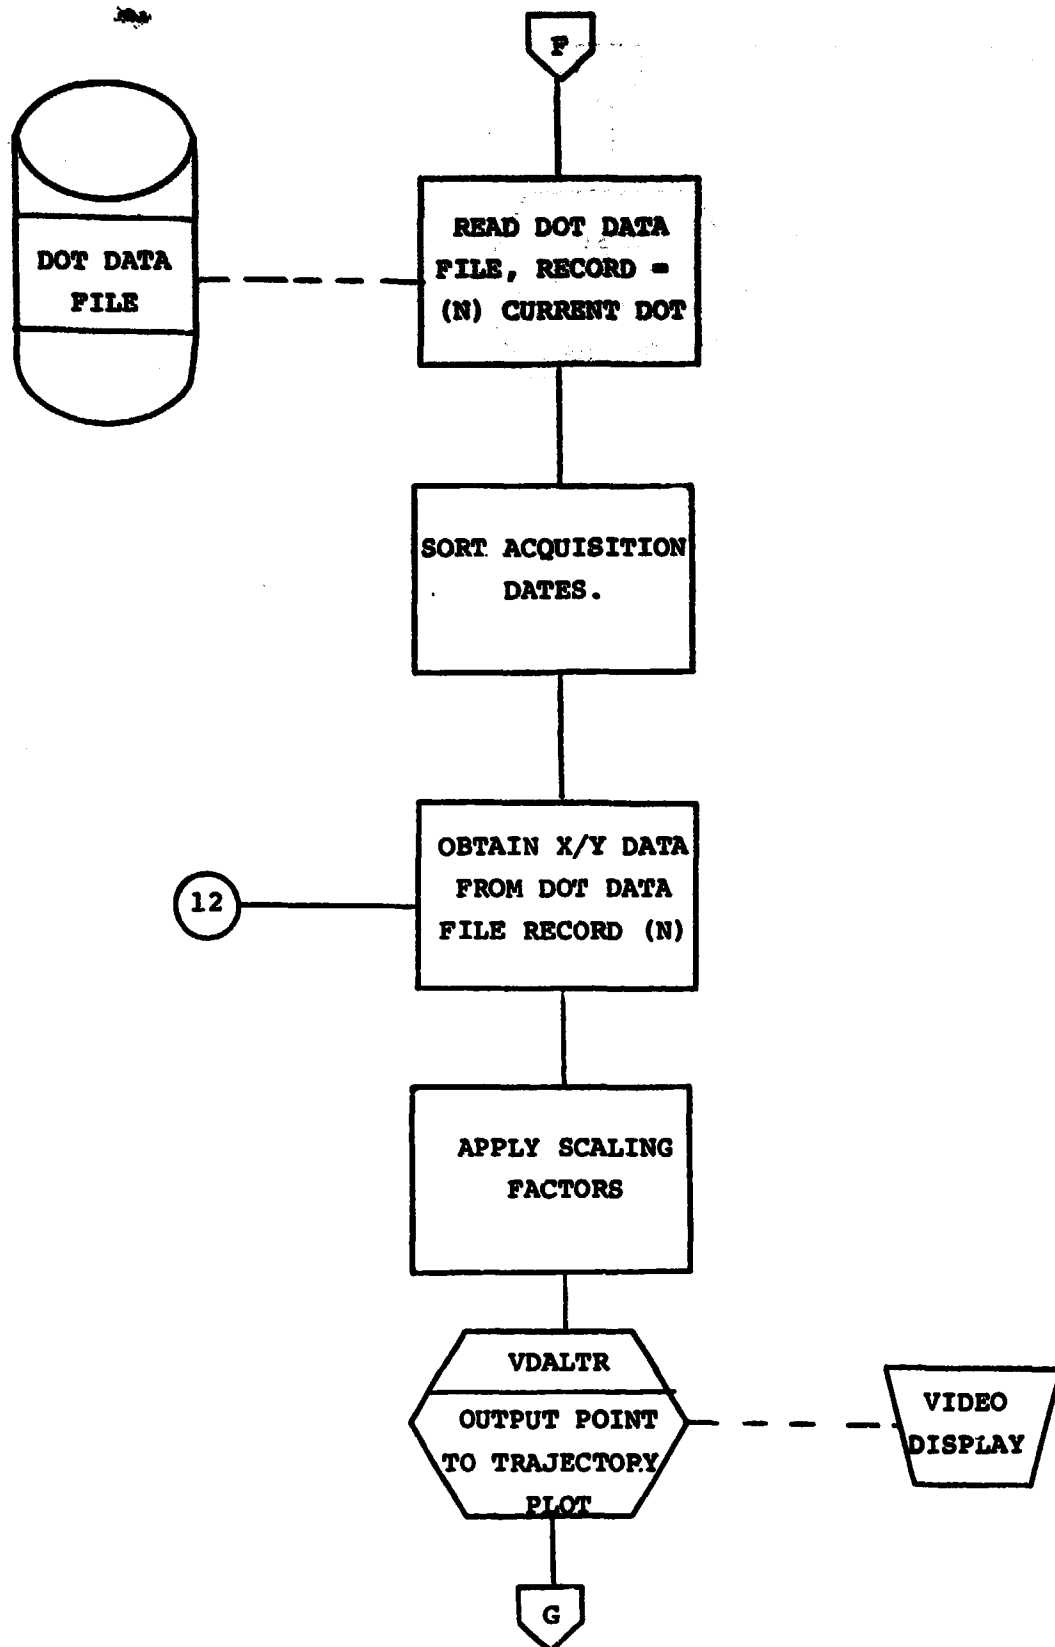 F
READ DOT DATA
FILE, RECORD =
(N) CURRENT DOT
DOT DATA
FILE
SORT ACQUISITION
DATES.
OBTAIN X/Y DATA
FROM DOT DATA
FILE RECORD (N)
12
APPLY SCALING
FACTORS
VDALTR
OUTPUT POINT
TO TRAJECTORY
PLOT
VIDEO
DISPLAY
G